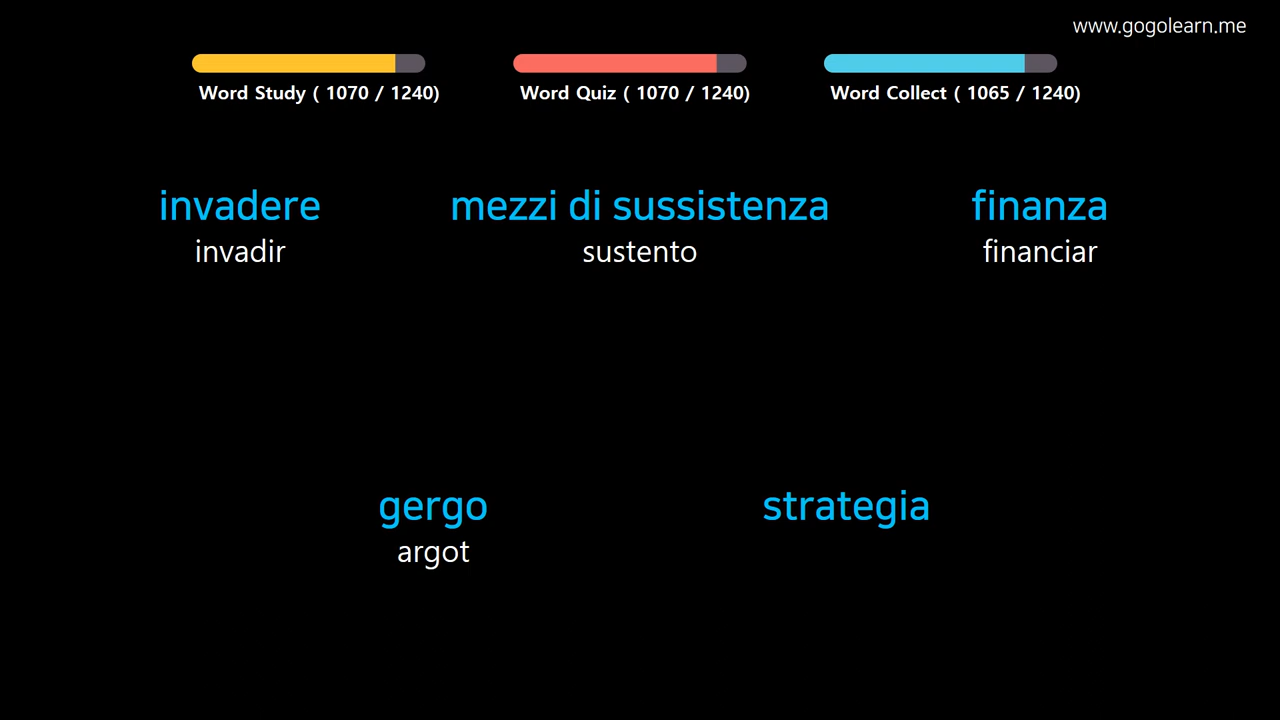 www.gogolearn.me
Word Study ( 1070 / 1240)
Word Quiz ( 1070 / 1240)
Word Collect ( 1065 / 1240)
invadere
invadir
mezzi di sussistenza
sustento
finanza
financiar
gergo
argot
strategia